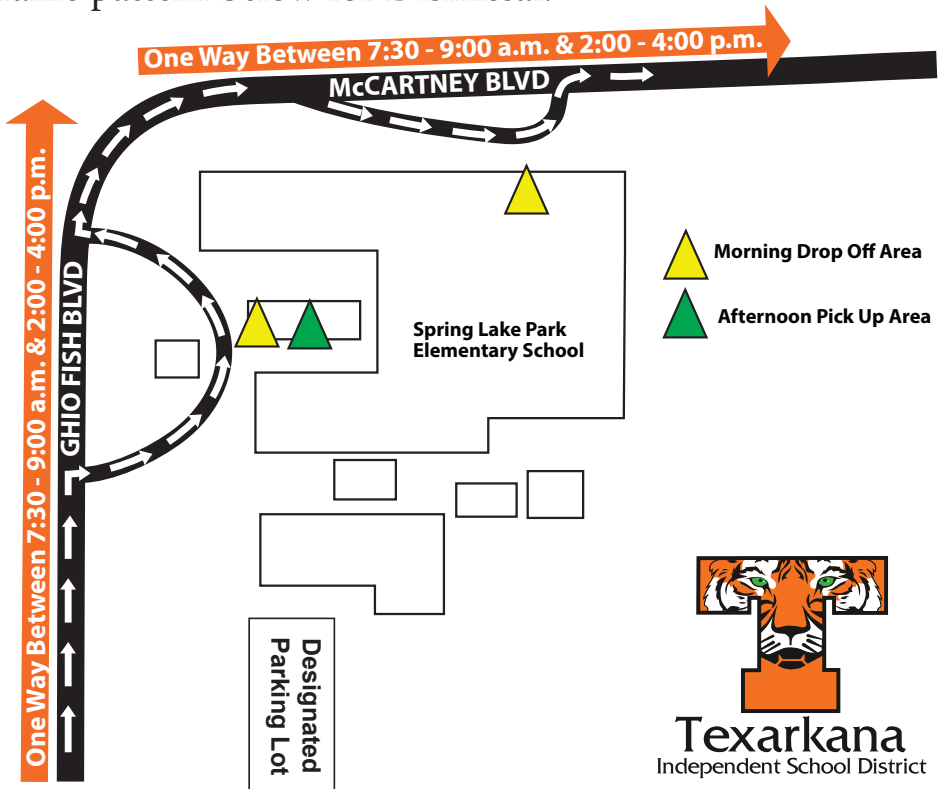 One Way Between 7:30 - 9:00 a.m. & 2:00 - 4:00 p.m.
McCARTNEY BLVD
One Way Between 7:30 - 9:00 a.m. & 2:00 - 4:00 p.m.
GHIO FISH BLVD
Morning Drop Off Area
Afternoon Pick Up Area
Spring Lake Park
Elementary School
Designated
Parking Lot
Texarkana
Independent School District